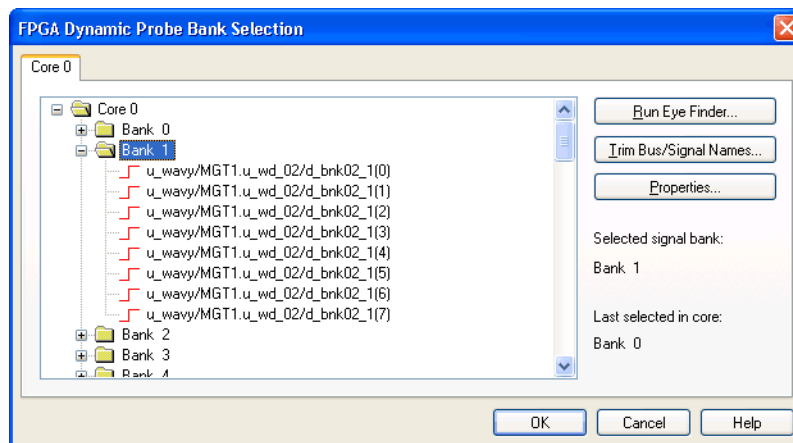 FPGA Dynamic Probe Bank Selection
Core 0
Core 0
Bank 0
Bank 1
u_wavy/MGT1.u_wd_02/d_bnk02_1(0)
u_wavy/MGT1.u_wd_02/d_bnk02_1(1)
u_wavy/MGT1.u_wd_02/d_bnk02_1(2)
u_wavy/MGT1.u_wd_02/d_bnk02_1(3)
u_wavy/MGT1.u_wd_02/d_bnk02_1(4)
u_wavy/MGT1.u_wd_02/d_bnk02_1(5)
u_wavy/MGT1.u_wd_02/d_bnk02_1(6)
u_wavy/MGT1.u_wd_02/d_bnk02_1(7)
Bank 2
Bank 3
Bank 4
Run Eye Finder...
Trim Bus/Signal Names...
Properties...
Selected signal bank:
Bank 1
Last selected in core:
Bank 0
OK
Cancel
Help